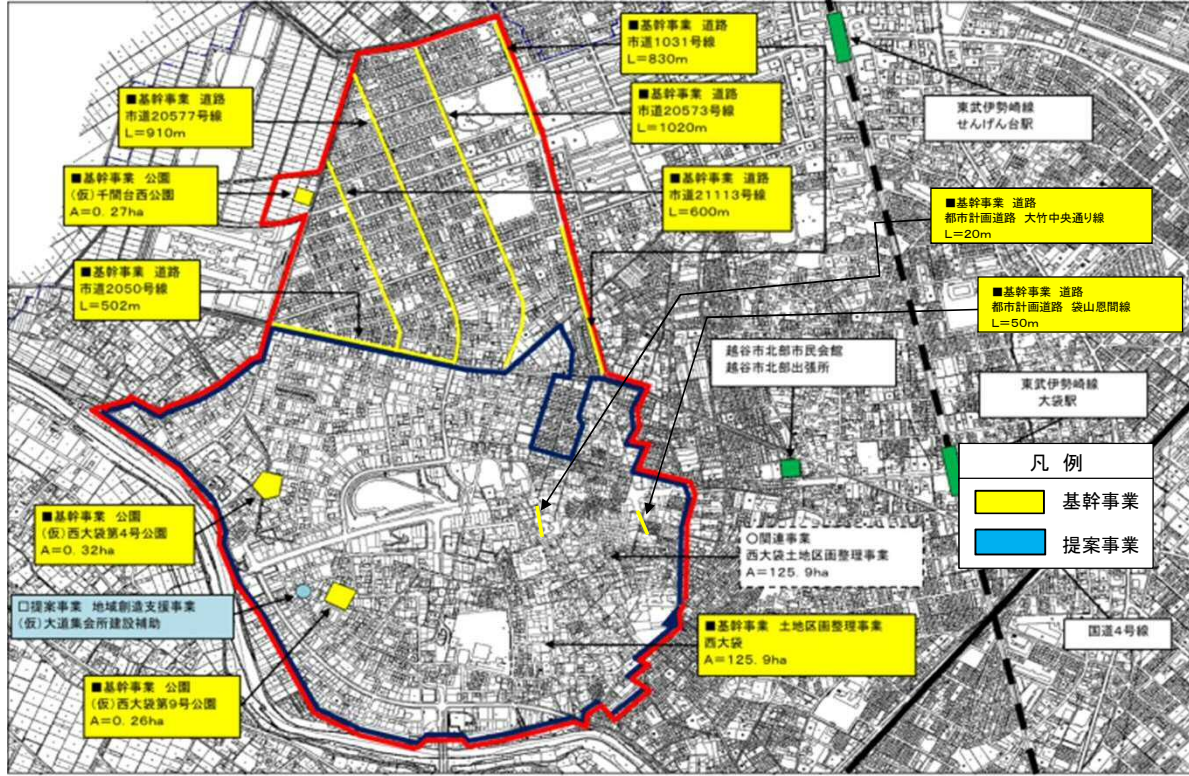 ■基幹事業 道路
市道1031号線
L=830m
■基幹事業 道路
市道20577号線
L=910m
■基幹事業 道路
市道20573号線
L=1020m
東武伊勢崎線
せんげん台駅
■基幹事業 公園
(仮)千間台西公園
A=0.27ha
■基幹事業 道路
市道21113号線
L=600m
■基幹事業 道路
都市計画道路 大竹中央通り線
L=20m
■基幹事業 道路
市道2050号線
L=502m
■基幹事業 道路
都市計画道路 袋山恩間線
L=50m
越谷市北部市民会館
越谷市北部出張所
東武伊勢崎線
大袋駅
凡 例
基幹事業
提案事業
■基幹事業 公園
(仮)西大袋第4号公園
A=0.32ha
○関連事業
西大袋土地区画整理事業
A=125.9ha
□提案事業 地域創造支援事業
(仮)大道集会所建設補助
■基幹事業 土地区画整理事業
西大袋
A=125.9ha
国道4号線
■基幹事業 公園
(仮)西大袋第9号公園
A=0.26ha